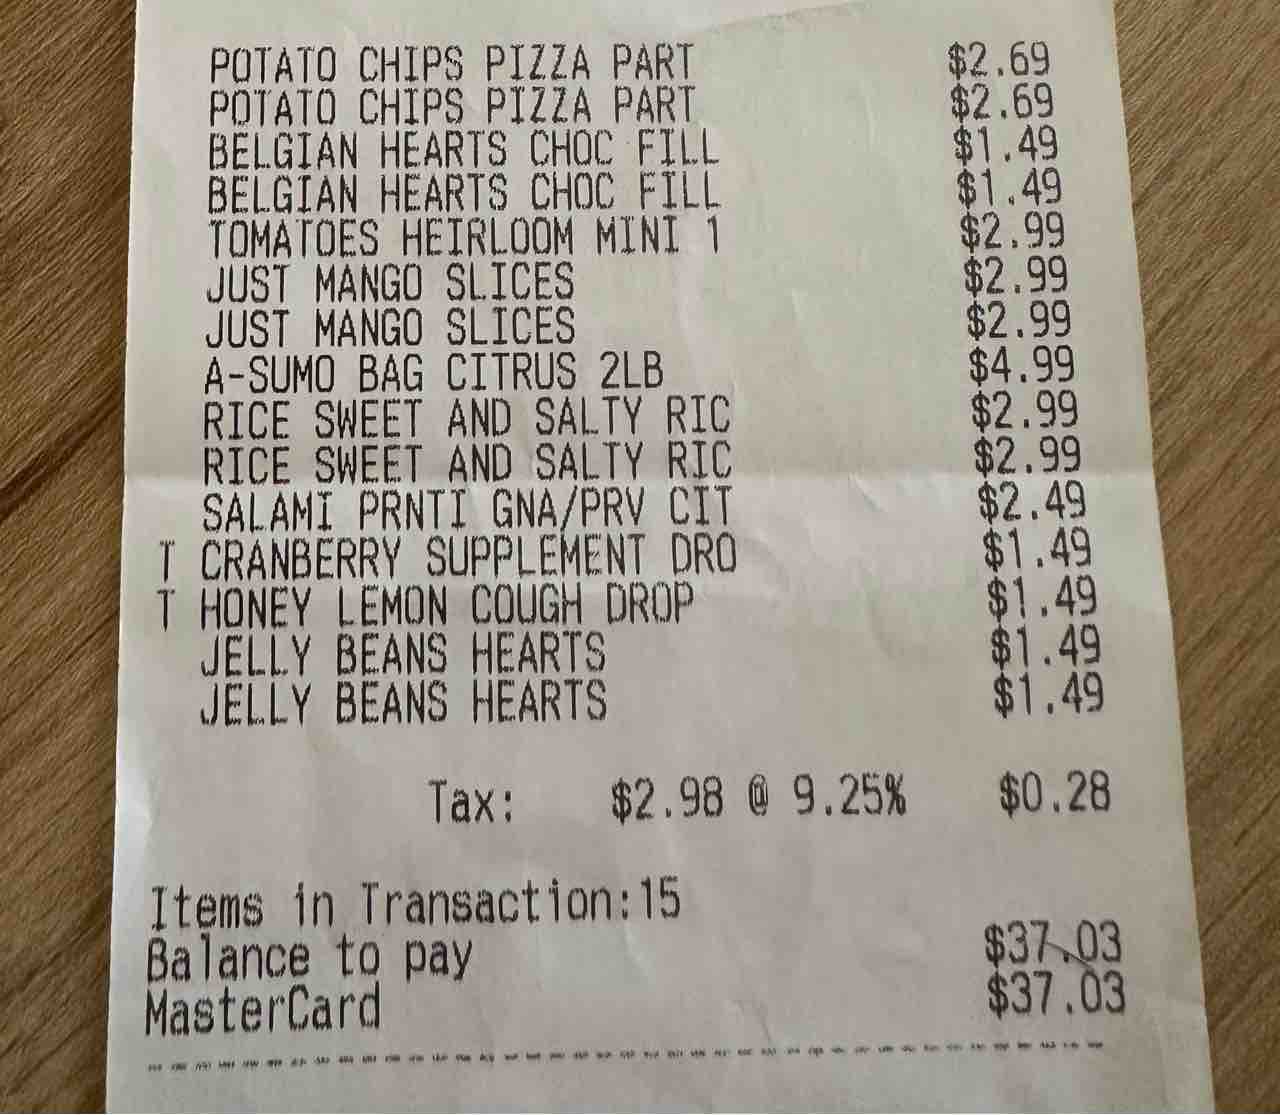 POTATO CHIPS PIZZA PART $2.69
POTATO CHIPS PIZZA PART $2.69
BELGIAN HEARTS CHOC FILL $1.49
BELGIAN HEARTS CHOC FILL $1.49
TOMATOES HEIRLOOM MINI 1 $2.99
JUST MANGO SLICES $2.99
JUST MANGO SLICES $2.99
A-SUMO BAG CITRUS 2LB $4.99
RICE SWEET AND SALTY RIC $2.99
RICE SWEET AND SALTY RIC $2.99
SALAMI PRNTI GNA/PRV CIT $2.49
T CRANBERRY SUPPLEMENT DRO $1.49
T HONEY LEMON COUGH DROP $1.49
JELLY BEANS HEARTS $1.49
JELLY BEANS HEARTS $1.49
Tax: $2.98 @ 9.25% $0.28
Items in Transaction:15
Balance to pay $37.03
MasterCard $37.03